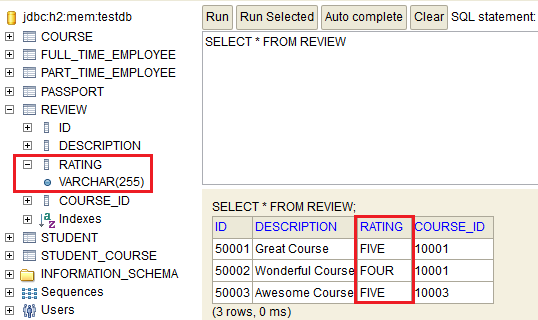 jdbc:h2:mem:testdb
COURSE
FULL_TIME_EMPLOYEE
PART_TIME_EMPLOYEE
PASSPORT
REVIEW
ID
DESCRIPTION
RATING
VARCHAR(255)
COURSE_ID
Indexes
STUDENT
STUDENT_COURSE
INFORMATION_SCHEMA
Sequences
Users
Run Run Selected Auto complete Clear SQL statement:
SELECT * FROM REVIEW
SELECT * FROM REVIEW;
ID DESCRIPTION RATING COURSE_ID
50001 Great Course FIVE 10001
50002 Wonderful Course FOUR 10001
50003 Awesome Course FIVE 10003
(3 rows, 0 ms)